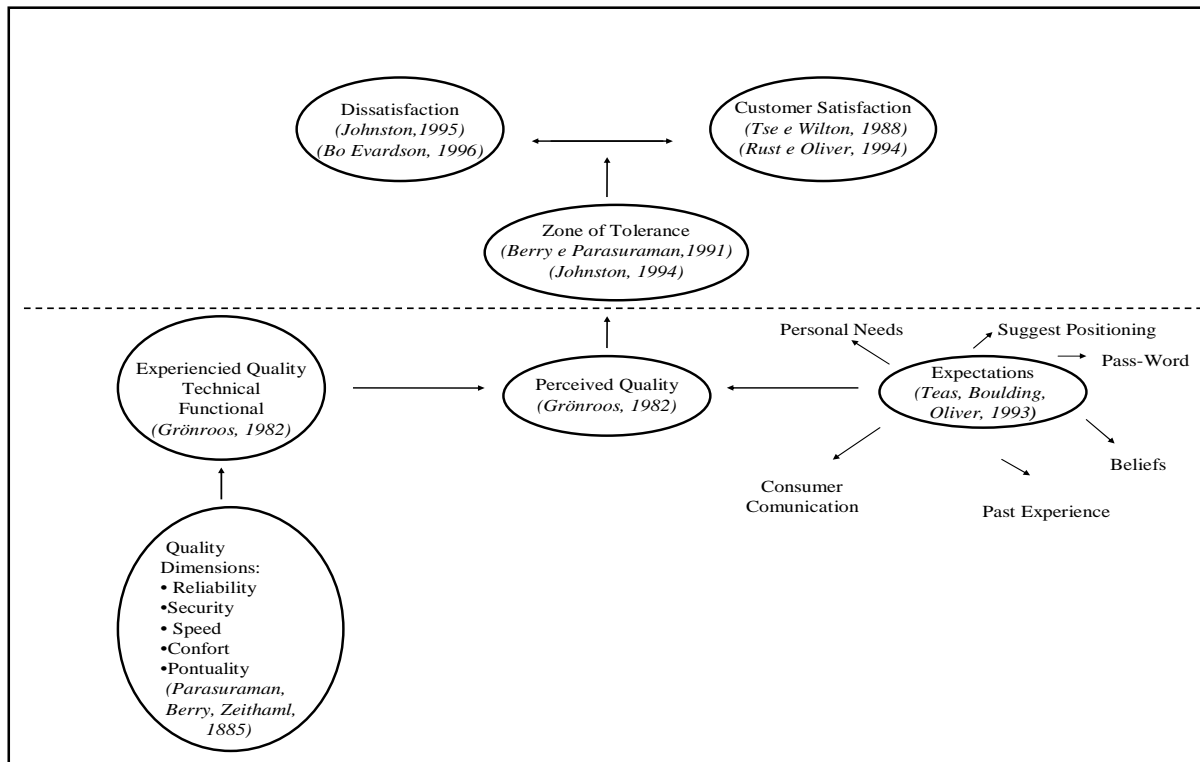 Dissatisfaction
(Johnston,1995)
(Bo Evardson, 1996)
Customer Satisfaction
(Tse e Wilton, 1988)
(Rust e Oliver, 1994)
Zone of Tolerance
(Berry e Parasuraman,1991)
(Johnston, 1994)
Experiencied Quality
Technical
Functional
(Grönroos, 1982)
Perceived Quality
(Grönroos, 1982)
Personal Needs
Suggest Positioning
Pass-Word
Expectations
(Teas, Boulding,
Oliver, 1993)
Beliefs
Consumer
Comunication
Past Experience
Quality
Dimensions:
• Reliability
•Security
• Speed
•Confort
•Pontuality
(Parasuraman,
Berry, Zeithaml,
1885)